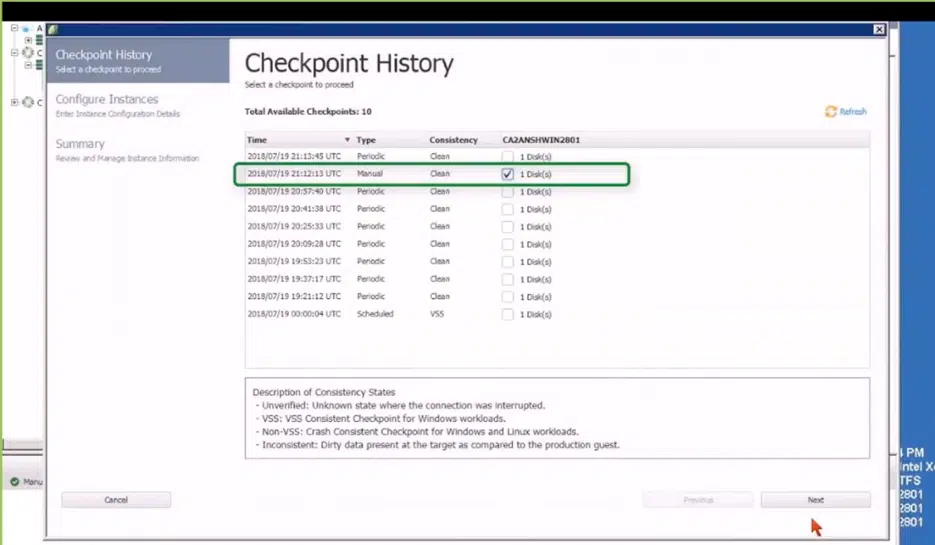 Checkpoint History
Select a checkpoint to proceed
Configure Instances
Enter Instance Configuration Details
Summary
Review and Manage Instance Information
Checkpoint History
Select a checkpoint to proceed
Total Available Checkpoints: 10
Refresh
Time Type Consistency CA2ANSHWIN2801
2018/07/19 21:13:45 UTC Periodic Clean 1 Disk(s)
2018/07/19 21:12:13 UTC Manual Clean 1 Disk(s)
2018/07/19 20:57:40 UTC Periodic Clean 1 Disk(s)
2018/07/19 20:41:38 UTC Periodic Clean 1 Disk(s)
2018/07/19 20:25:33 UTC Periodic Clean 1 Disk(s)
2018/07/19 20:09:28 UTC Periodic Clean 1 Disk(s)
2018/07/19 19:53:23 UTC Periodic Clean 1 Disk(s)
2018/07/19 19:37:17 UTC Periodic Clean 1 Disk(s)
2018/07/19 19:21:12 UTC Periodic Clean 1 Disk(s)
2018/07/19 00:00:04 UTC Scheduled VSS 1 Disk(s)
Description of Consistency States
- Unverified: Unknown state where the connection was interrupted.
- VSS: VSS Consistent Checkpoint for Windows workloads.
- Non-VSS: Crash Consistent Checkpoint for Windows and Linux workloads.
- Inconsistent: Dirty data present at the target as compared to the production guest.
Cancel
Previous
Next
A
C
C
Manu
PM
ntel X
TFS
2801
2801
2801